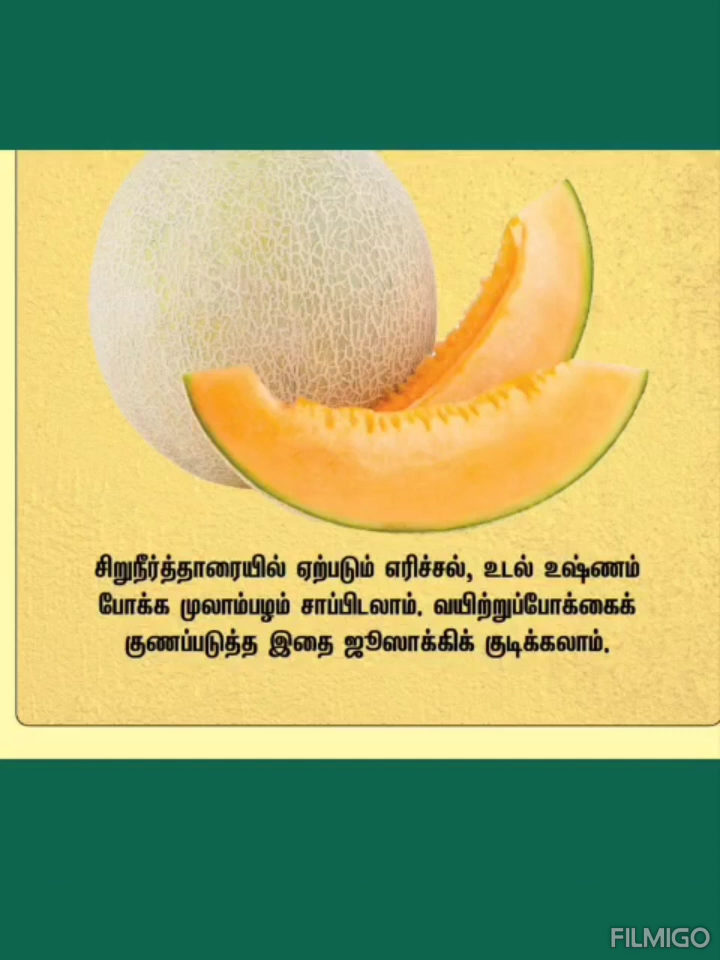 சிறுநீர்த்தாரையில் ஏற்படும் எரிச்சல், உடல் உஷ்ணம்
போக்க முலாம்பழம் சாப்பிடலாம். வயிற்றுப்போக்கைக்
குணப்படுத்த இதை ஜூஸாக்கிக் குடிக்கலாம்.
FILMIGO